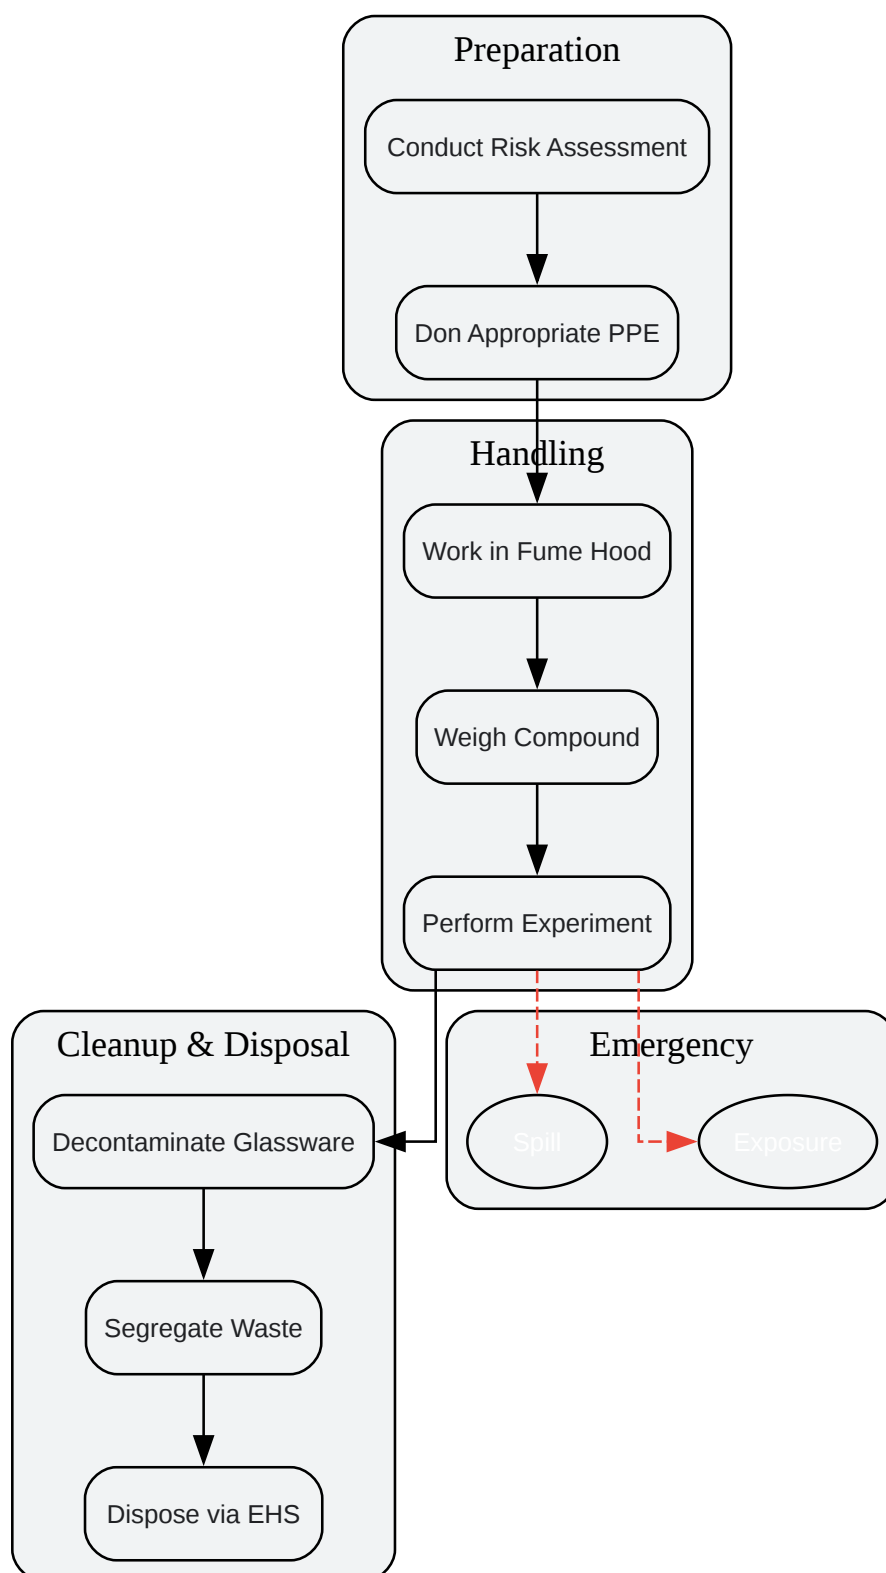 Preparation
Conduct Risk Assessment
Don Appropriate PPE
Handling
Work in Fume Hood
Weigh Compound
Perform Experiment
Cleanup & Disposal
Decontaminate Glassware
Segregate Waste
Dispose via EHS
Emergency
Spill
Exposure